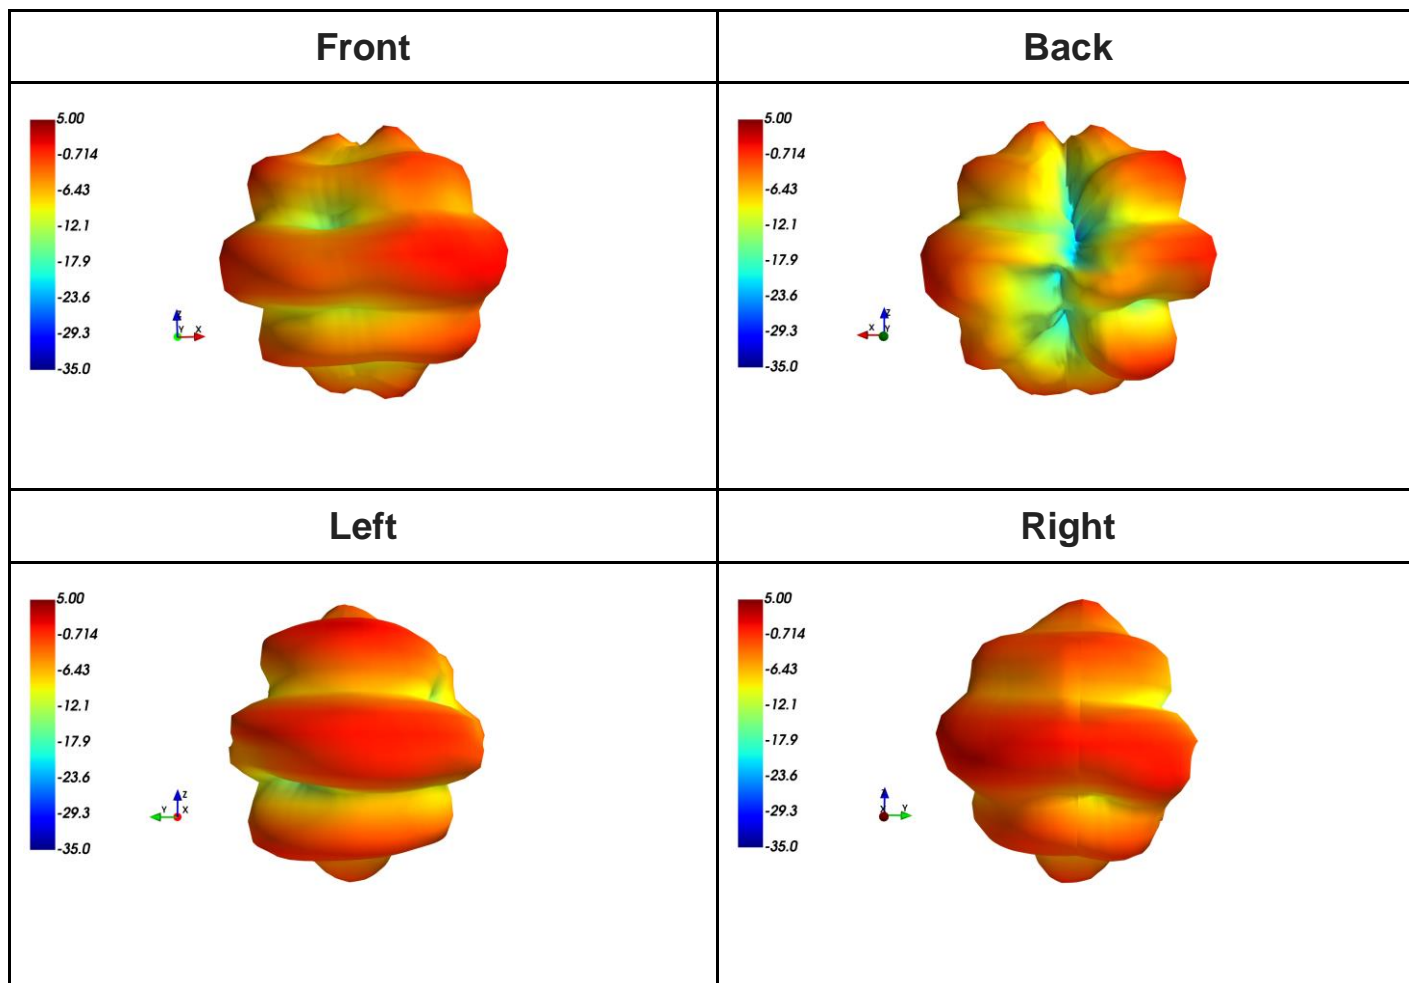 Front
Back
5.00
-0.714
-6.43
-12.1
-17.9
-23.6
-29.3
-35.0
Z
Y
X
5.00
-0.714
-6.43
-12.1
-17.9
-23.6
-29.3
-35.0
Z
X
Y
Left
Right
5.00
-0.714
-6.43
-12.1
-17.9
-23.6
-29.3
-35.0
Z
Y
X
5.00
-0.714
-6.43
-12.1
-17.9
-23.6
-29.3
-35.0
Z
X
Y